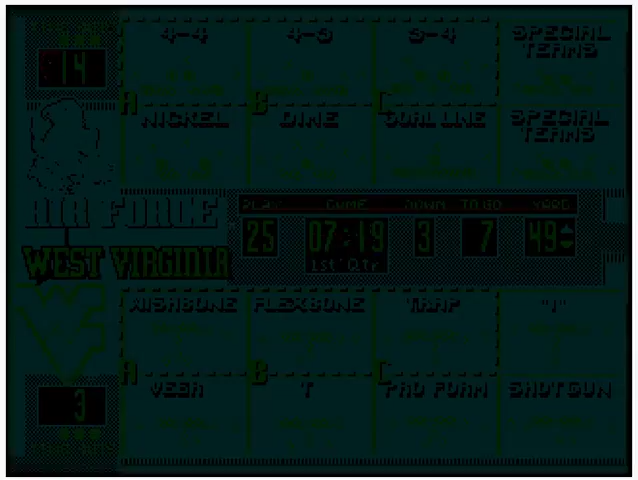 14
4-4 4-3 3-4 SPECIAL TEAMS
A B C
NICKEL DIME GOAL LINE SPECIAL TEAMS
AIR FORCE
PLAY GAME DOWN TO GO YARD
25 07:19 3 7 49
1st Qtr
WEST VIRGINIA
WISHBONE FLEXBONE TRAP "I"
A B C
VEER T PRO FORM SHOTGUN
3